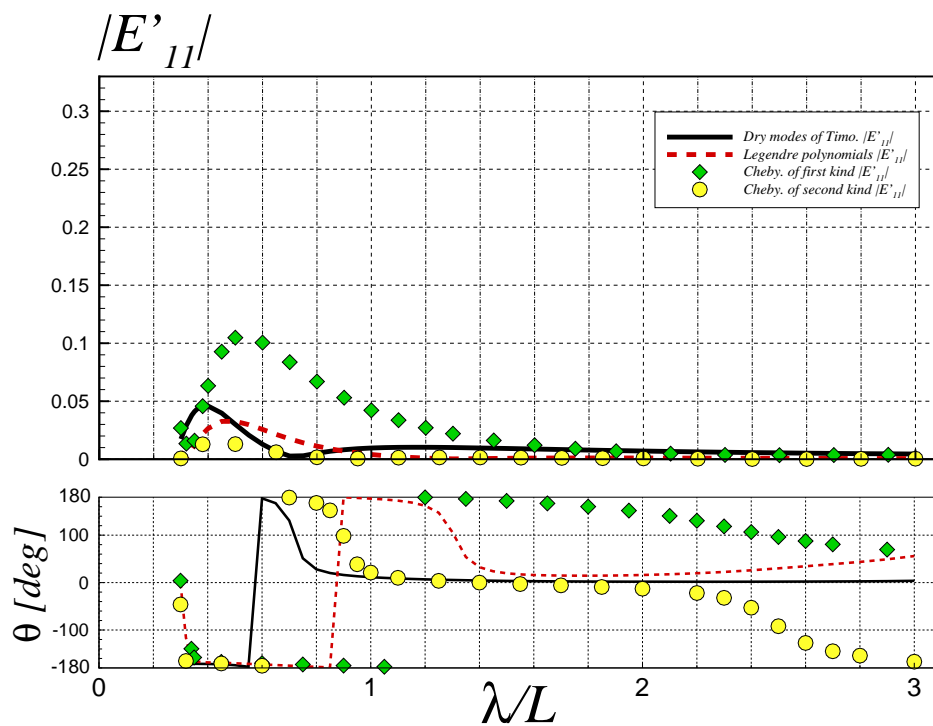 |E'11|
0.3
0.25
0.2
0.15
0.1
0.05
0
Dry modes of Timo. |E'11|
Legendre polynomials |E'11|
Cheby. of first kind |E'11|
Cheby. of second kind |E'11|
θ [deg]
180
100
0
-100
-180
0
1
2
3
λ/L